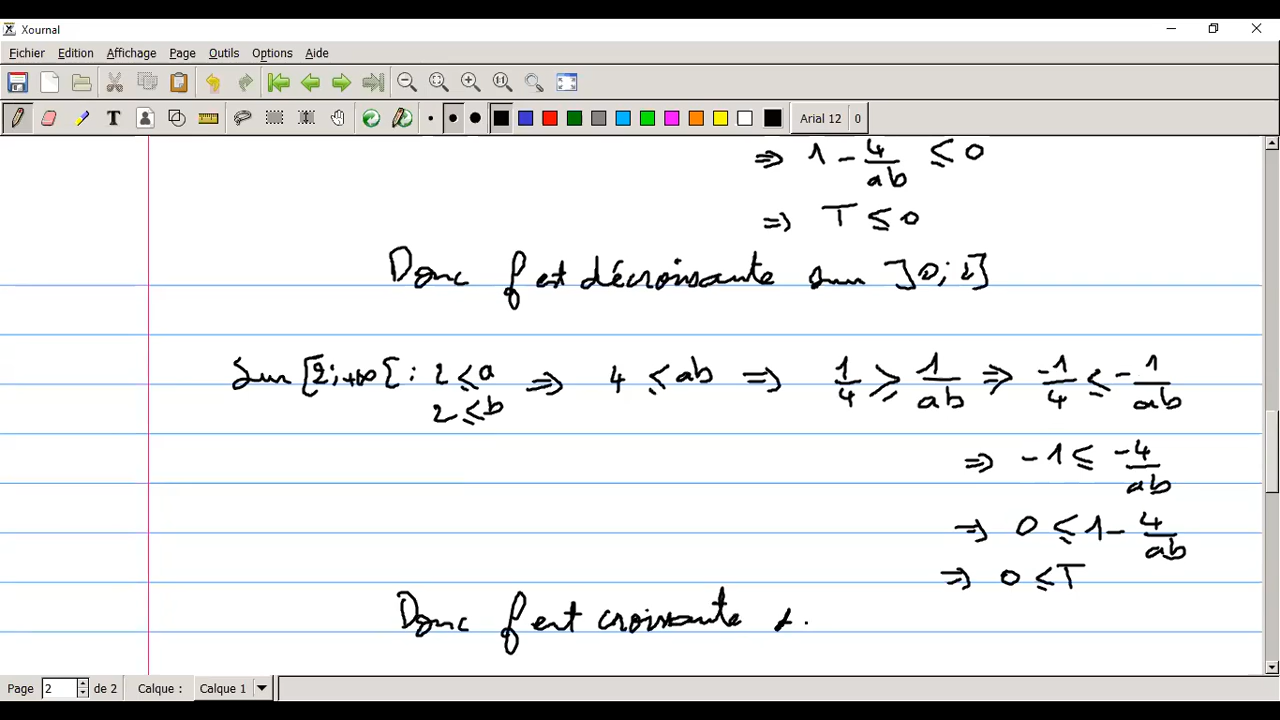 Xournal
Fichier Edition Affichage Page Outils Options Aide
Arial 12 0
=> 1 - 4/ab ≤ 0
=> T ≤ 0
Donc f est décroissante sur ]0; 2]
Sur [2; +∞[ : 2 ≤ a => 4 ≤ ab => 1/4 ≥ 1/ab => -1/4 ≤ -1/ab
2 ≤ b
=> -1 ≤ -4/ab
=> 0 ≤ 1 - 4/ab
=> 0 ≤ T
Donc f est croissante
Page 2 de 2 Calque : Calque 1